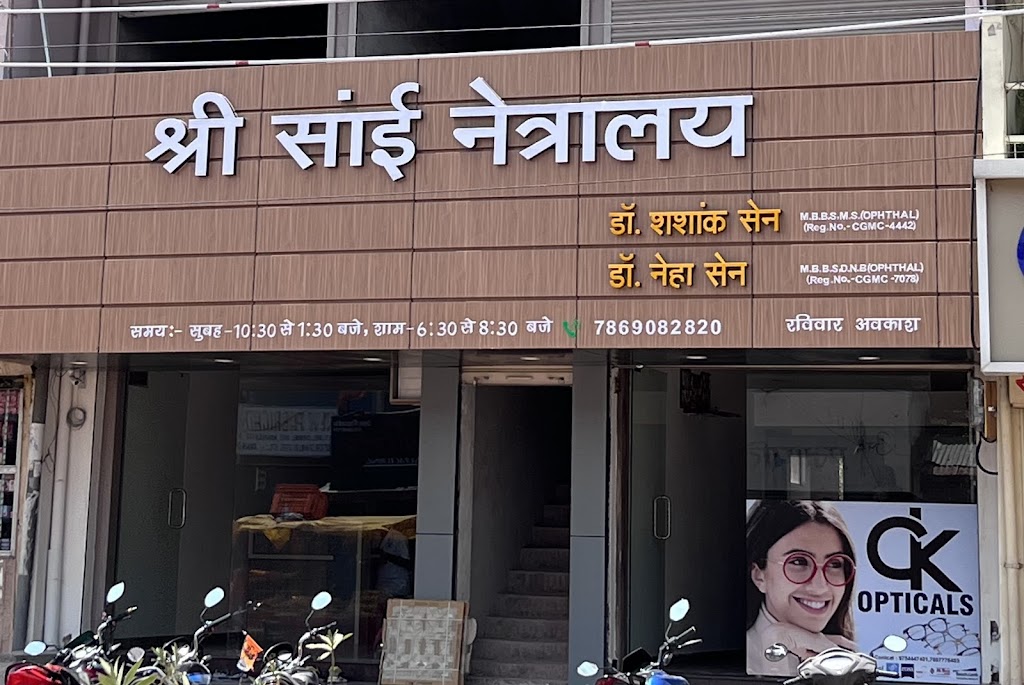 श्री सांई नेत्रालय
डॉ. शशांक सेन M.B.B.S.M.S.(OPHTHAL)
(Reg.No.-CGMC-4442)
डॉ. नेहा सेन M.B.B.S.D.N.B(OPHTHAL)
(Reg.No.-CGMC-7078)
समय:- सुबह-10:30 से 1:30 बजे, शाम-6:30 से 8:30 बजे 7869082820 रविवार अवकाश
CK
OPTICALS